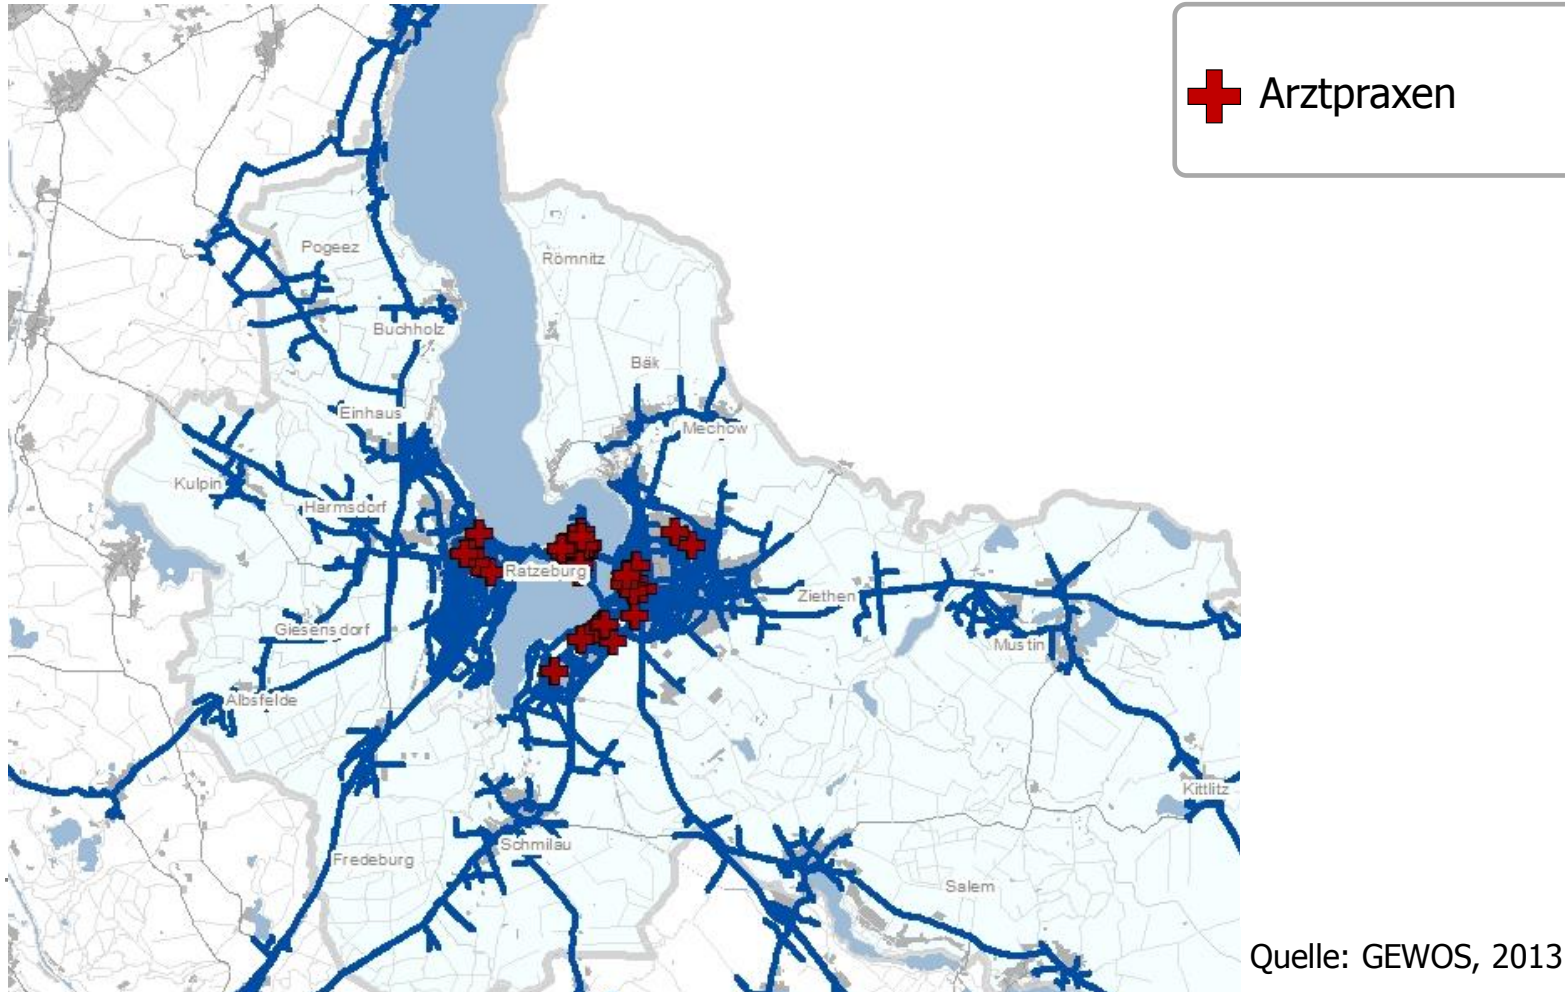 Arztpraxen
Pogeez
Römnitz
Buchholz
Bäk
Einhaus
Mechow
Kulpin
Harmsdorf
Ratzeburg
Ziethen
Giesensdorf
Mustin
Albsfelde
Kittlitz
Schmilau
Fredeburg
Salem
Quelle: GEWOS, 2013